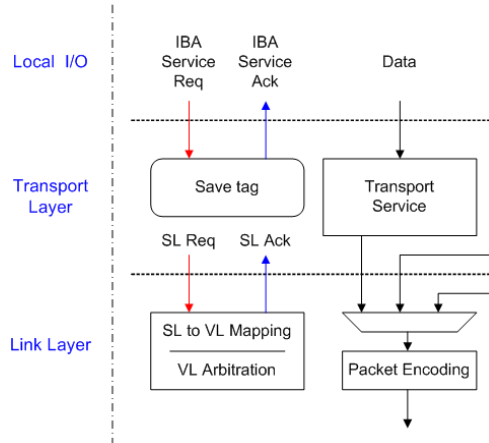 Local I/O
IBA
Service
Req
IBA
Service
Ack
Data
Transport
Layer
Save tag
Transport
Service
SL Req
SL Ack
Link Layer
SL to VL Mapping
VL Arbitration
Packet Encoding